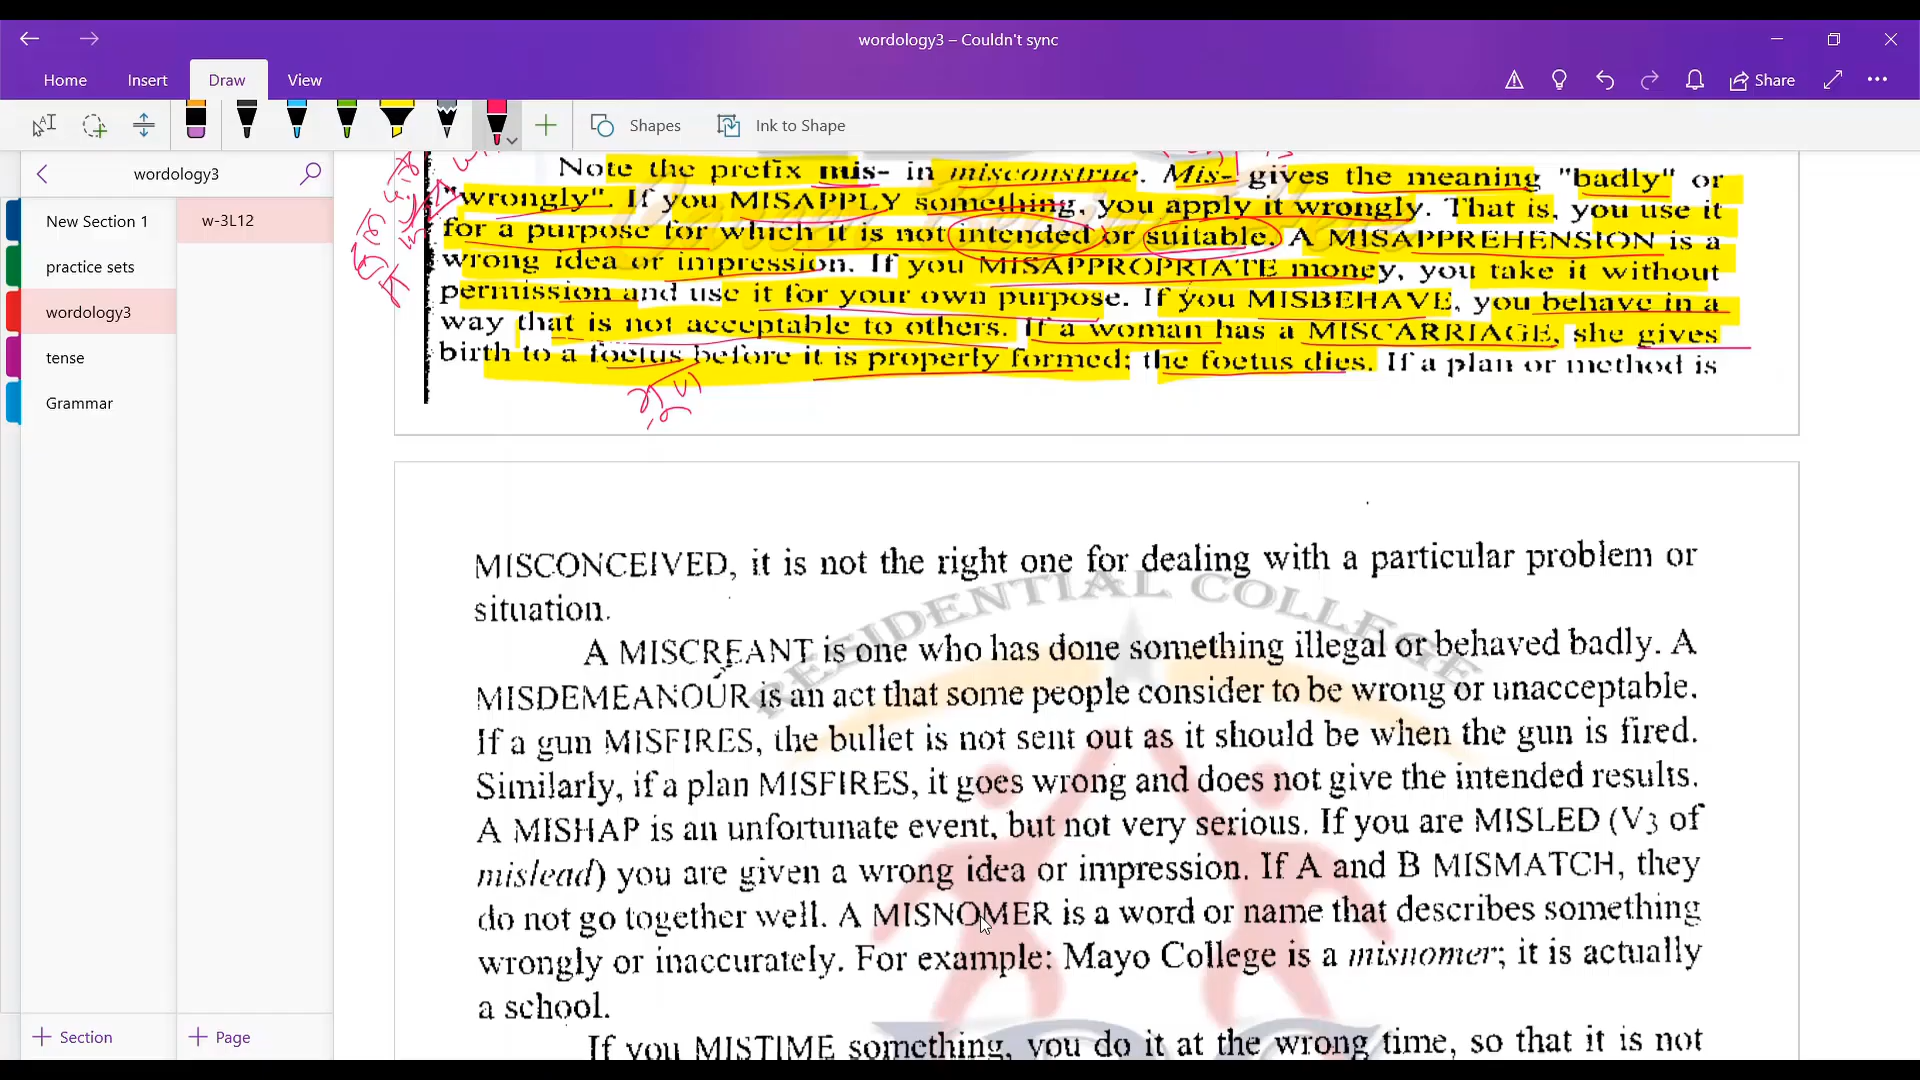 wordology3 – Couldn't sync
Home Insert Draw View
Share
Shapes Ink to Shape
wordology3
New Section 1
practice sets
wordology3
tense
Grammar
w-3L12
Note the prefix mis- in misconstrue. Mis- gives the meaning "badly" or
"wrongly". If you MISAPPLY something, you apply it wrongly. That is, you use it
for a purpose for which it is not intended or suitable. A MISAPPREHENSION is a
wrong idea or impression. If you MISAPPROPRIATE money, you take it without
permission and use it for your own purpose. If you MISBEHAVE, you behave in a
way that is not acceptable to others. If a woman has a MISCARRIAGE, she gives
birth to a foetus before it is properly formed; the foetus dies. If a plan or method is
MISCONCEIVED, it is not the right one for dealing with a particular problem or
situation.
RESIDENTIAL COLLEGE
A MISCREANT is one who has done something illegal or behaved badly. A
MISDEMEANOUR is an act that some people consider to be wrong or unacceptable.
If a gun MISFIRES, the bullet is not sent out as it should be when the gun is fired.
Similarly, if a plan MISFIRES, it goes wrong and does not give the intended results.
A MISHAP is an unfortunate event, but not very serious. If you are MISLED (V3 of
mislead) you are given a wrong idea or impression. If A and B MISMATCH, they
do not go together well. A MISNOMER is a word or name that describes something
wrongly or inaccurately. For example: Mayo College is a misnomer; it is actually
a school.
If you MISTIME something, you do it at the wrong time, so that it is not
Section
Page